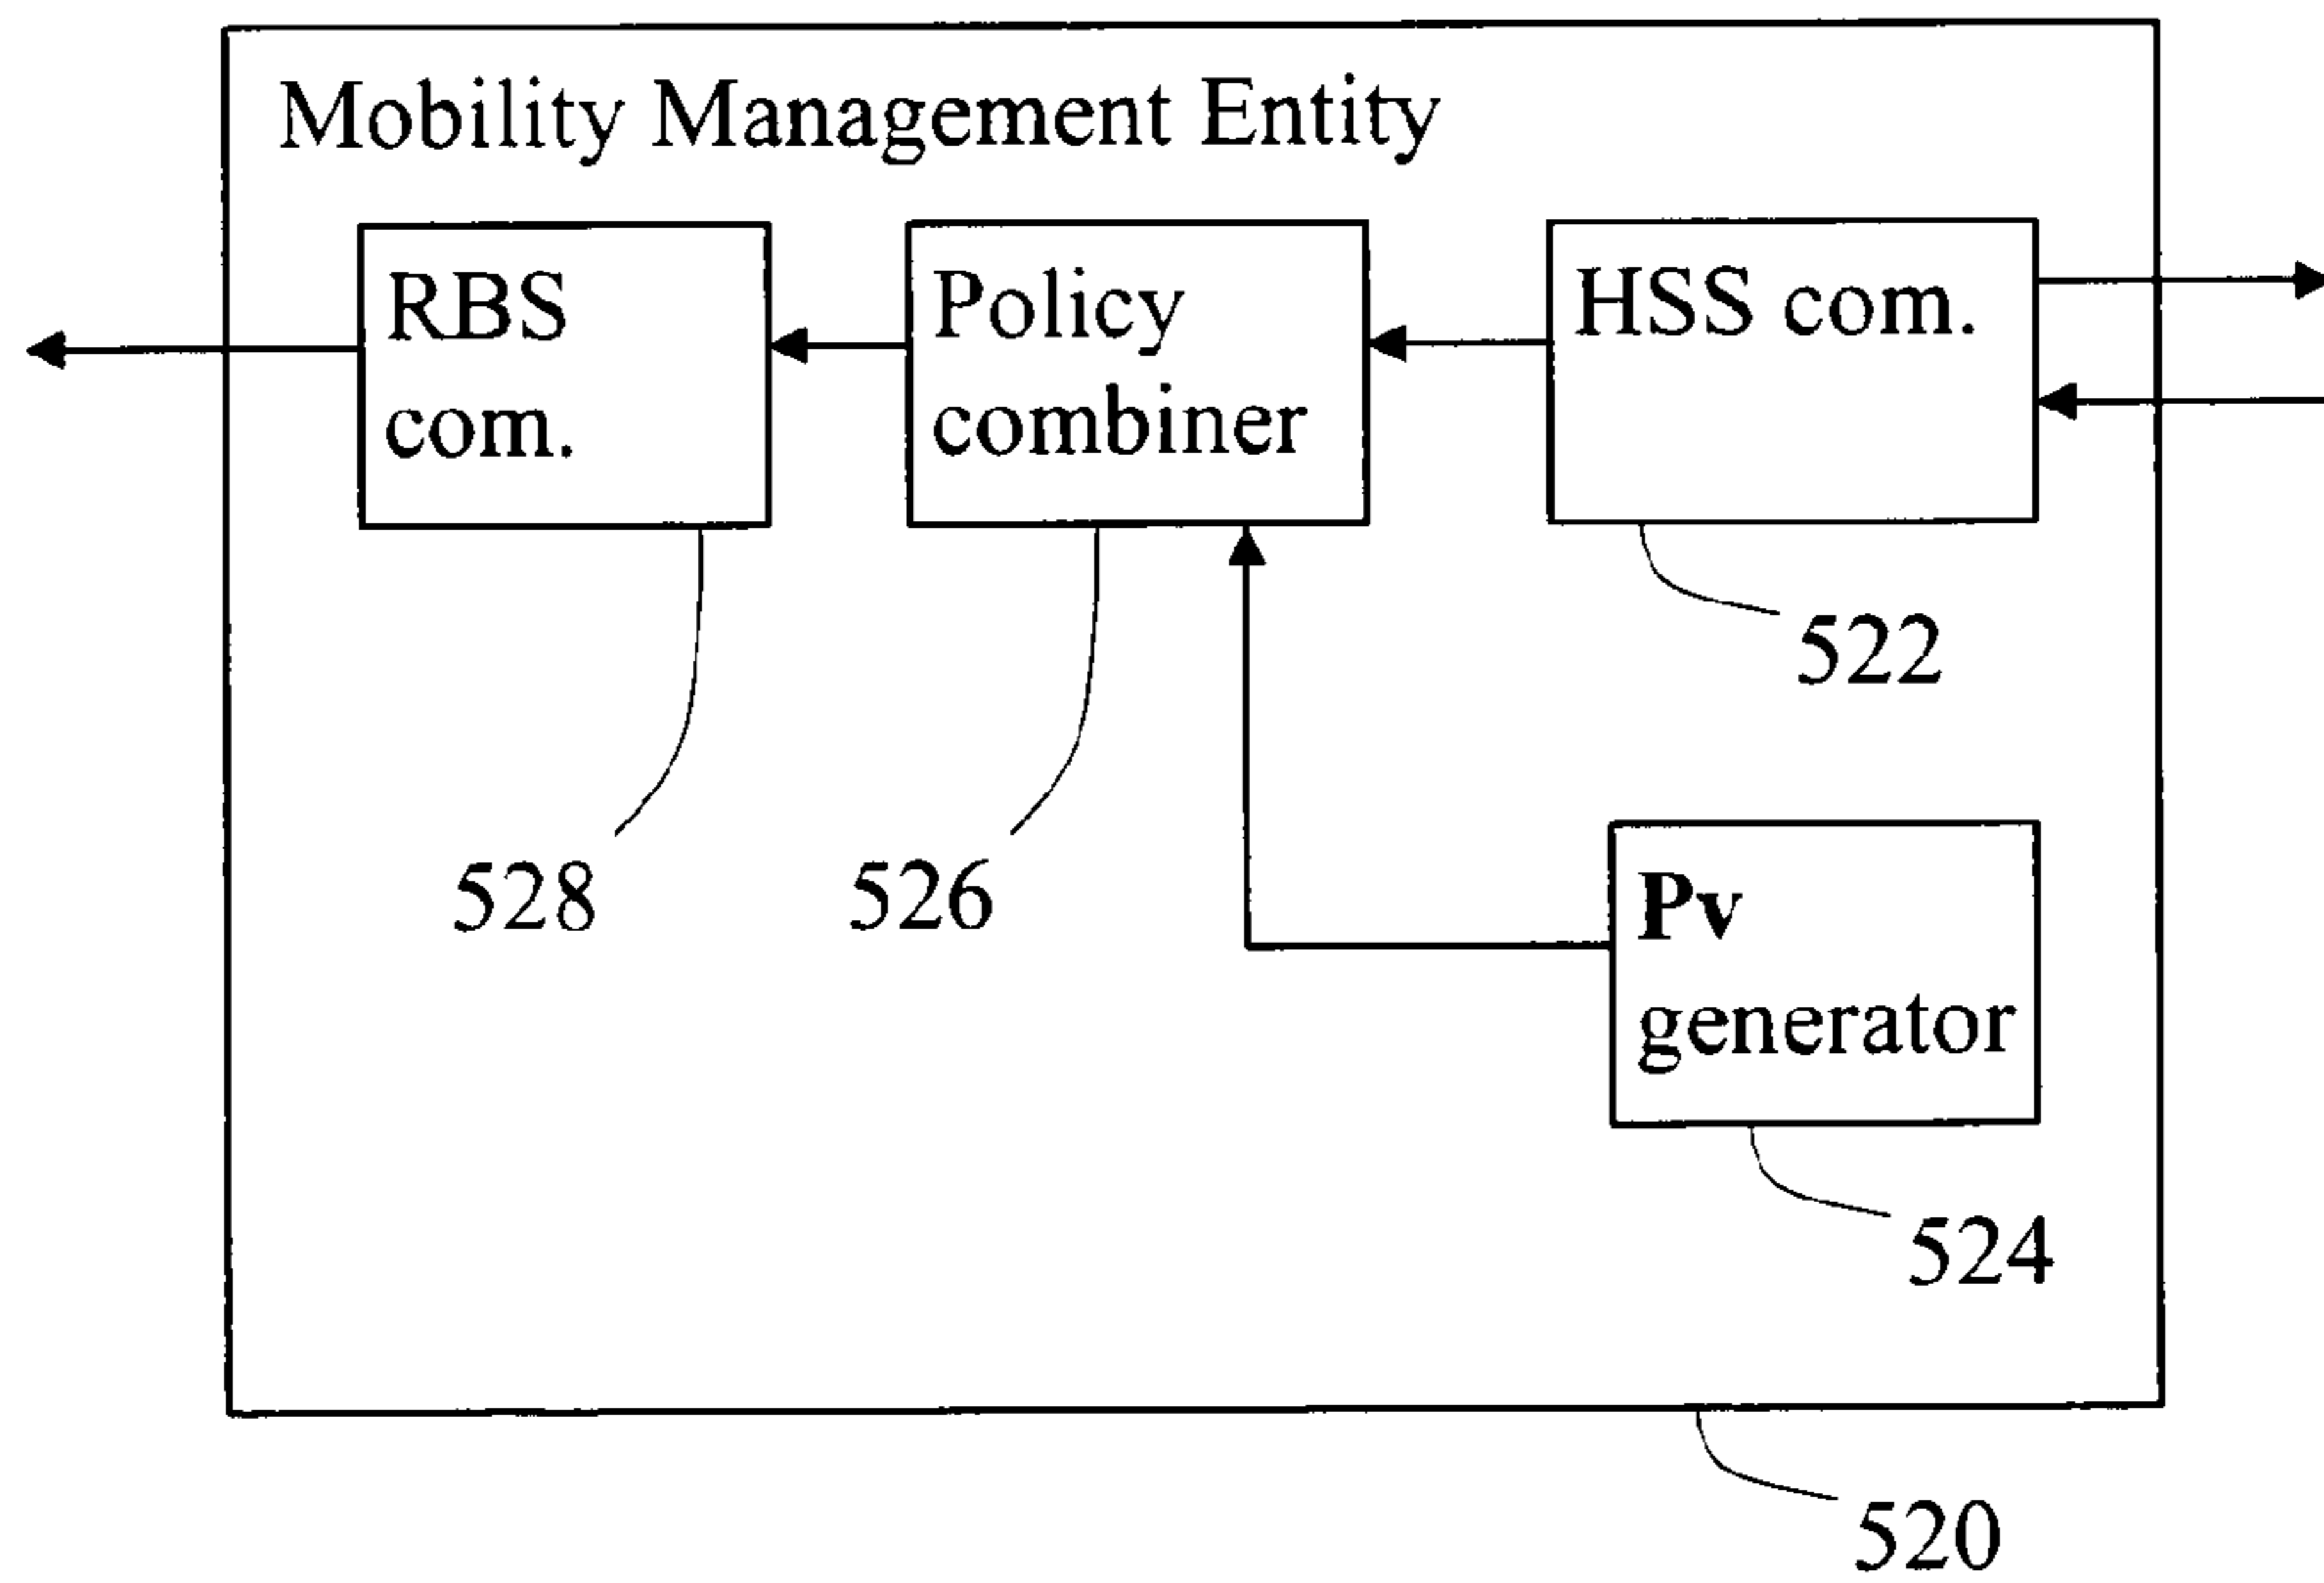 Mobility Management Entity
RBS
com.
Policy
combiner
HSS com.
522
528
526
Pv
generator
524
520